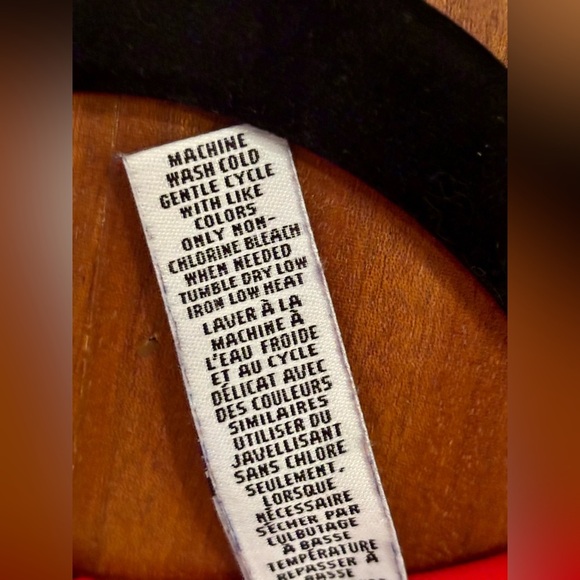 MACHINE
WASH COLD
GENTLE CYCLE
WITH LIKE
COLORS
ONLY NON-
CHLORINE BLEACH
WHEN NEEDED
TUMBLE DRY LOW
IRON LOW HEAT
LAVER À LA
MACHINE À
L'EAU FROIDE
ET AU CYCLE
DÉLICAT AVEC
DES COULEURS
SIMILAIRES
UTILISER DU
JAVELLISANT
SANS CHLORE
SEULEMENT.
LORSQUE
NÉCESSAIRE
SÉCHER PAR
CULBUTAGE
À BASSE
TEMPÉRATURE
REPASSER À
BASSE